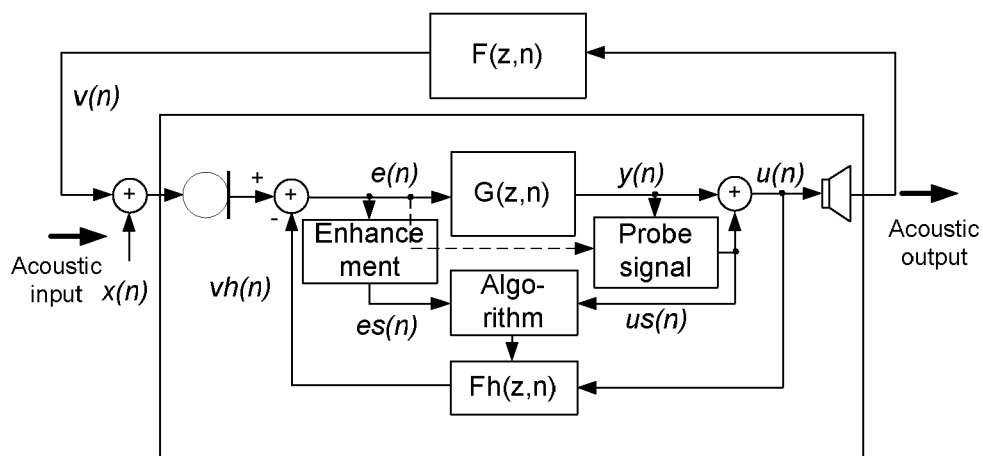 F(z,n)
v(n)
+
-
+
e(n)
G(z,n)
y(n)
+
u(n)
+
Enhance
ment
Probe
signal
Acoustic
output
Acoustic
input
x(n)
vh(n)
es(n)
Algo-
rithm
us(n)
Fh(z,n)